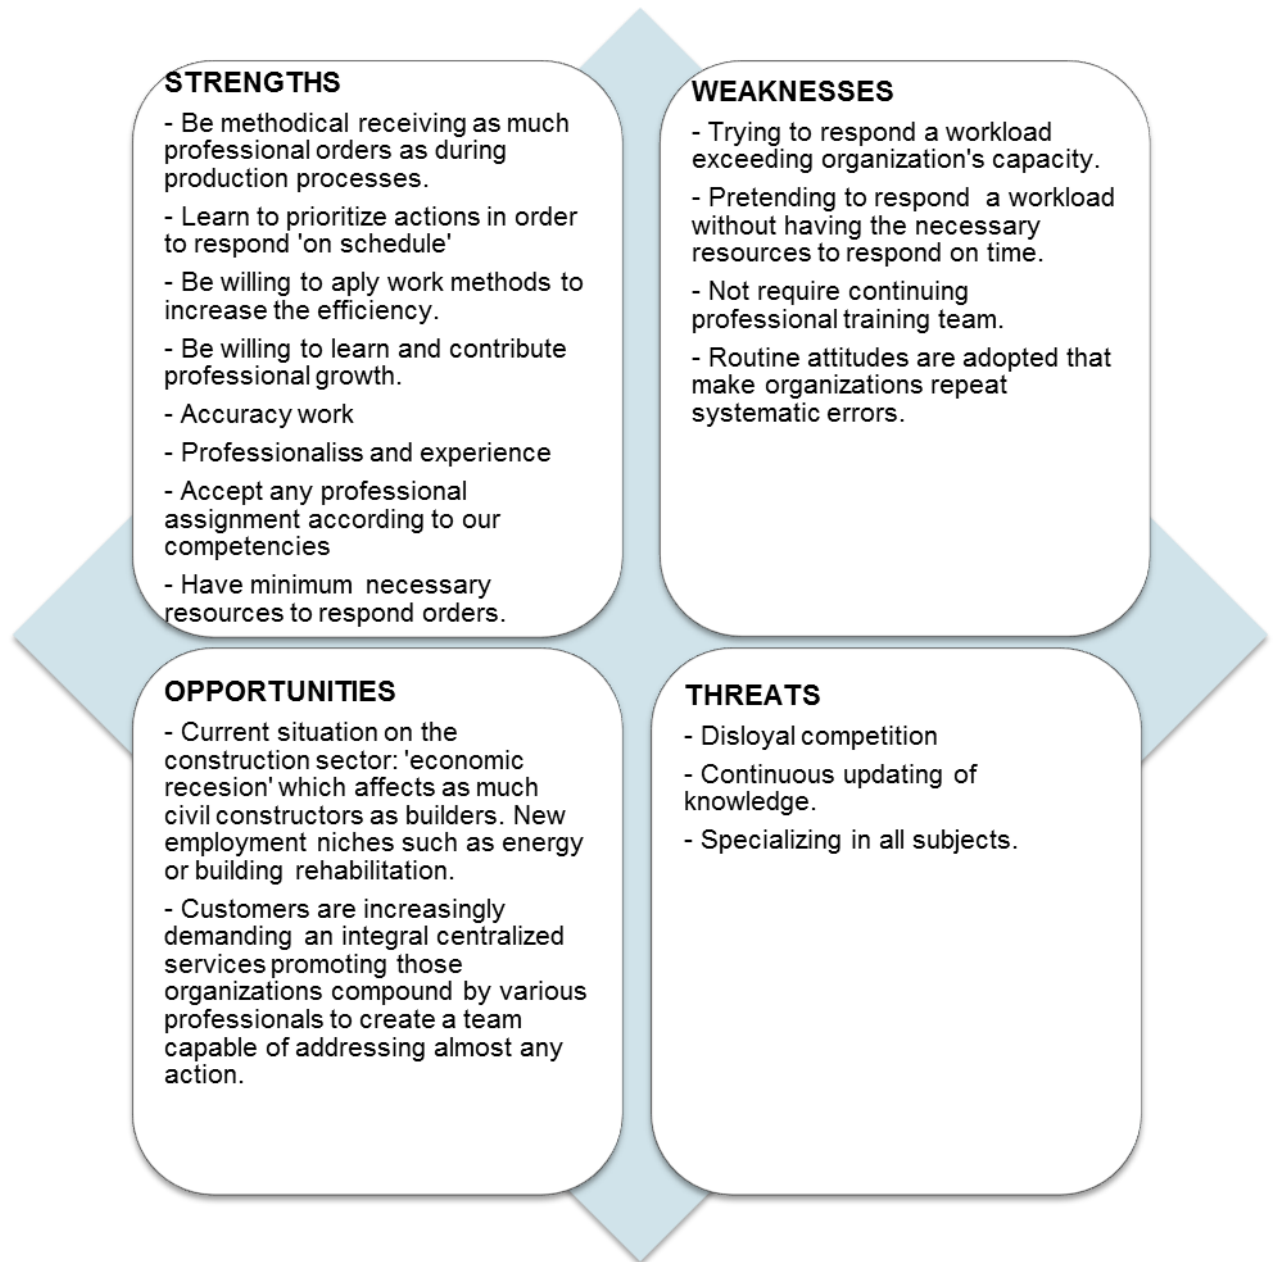 STRENGTHS
- Be methodical receiving as much
professional orders as during
production processes.
- Learn to prioritize actions in order
to respond 'on schedule'
- Be willing to aply work methods to
increase the efficiency.
- Be willing to learn and contribute
professional growth.
- Accuracy work
- Professionaliss and experience
- Accept any professional
assignment according to our
competencies
- Have minimum necessary
resources to respond orders.
WEAKNESSES
- Trying to respond a workload
exceeding organization's capacity.
- Pretending to respond a workload
without having the necessary
resources to respond on time.
- Not require continuing
professional training team.
- Routine attitudes are adopted that
make organizations repeat
systematic errors.
OPPORTUNITIES
- Current situation on the
construction sector: 'economic
recesion' which affects as much
civil constructors as builders. New
employment niches such as energy
or building rehabilitation.
- Customers are increasingly
demanding an integral centralized
services promoting those
organizations compound by various
professionals to create a team
capable of addressing almost any
action.
THREATS
- Disloyal competition
- Continuous updating of
knowledge.
- Specializing in all subjects.